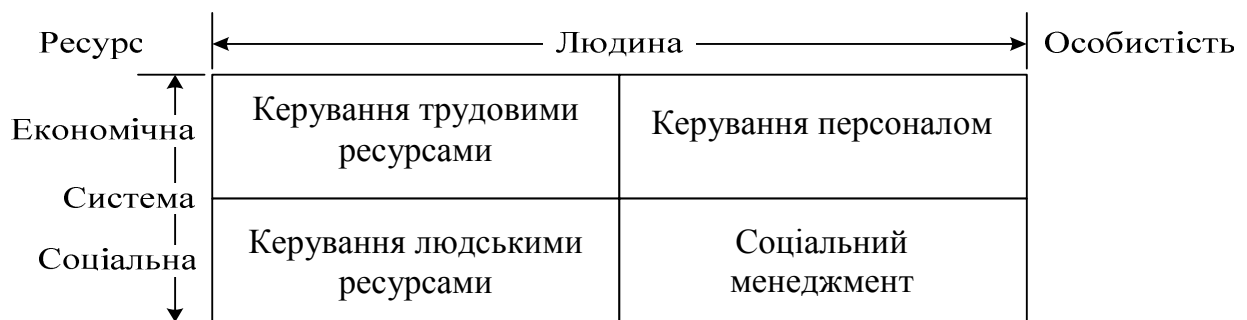 Ресурс Людина Особистість
Керування трудовими
ресурсами
Керування персоналом
Економічна
Система
Соціальна
Керування людськими
ресурсами
Соціальний
менеджмент